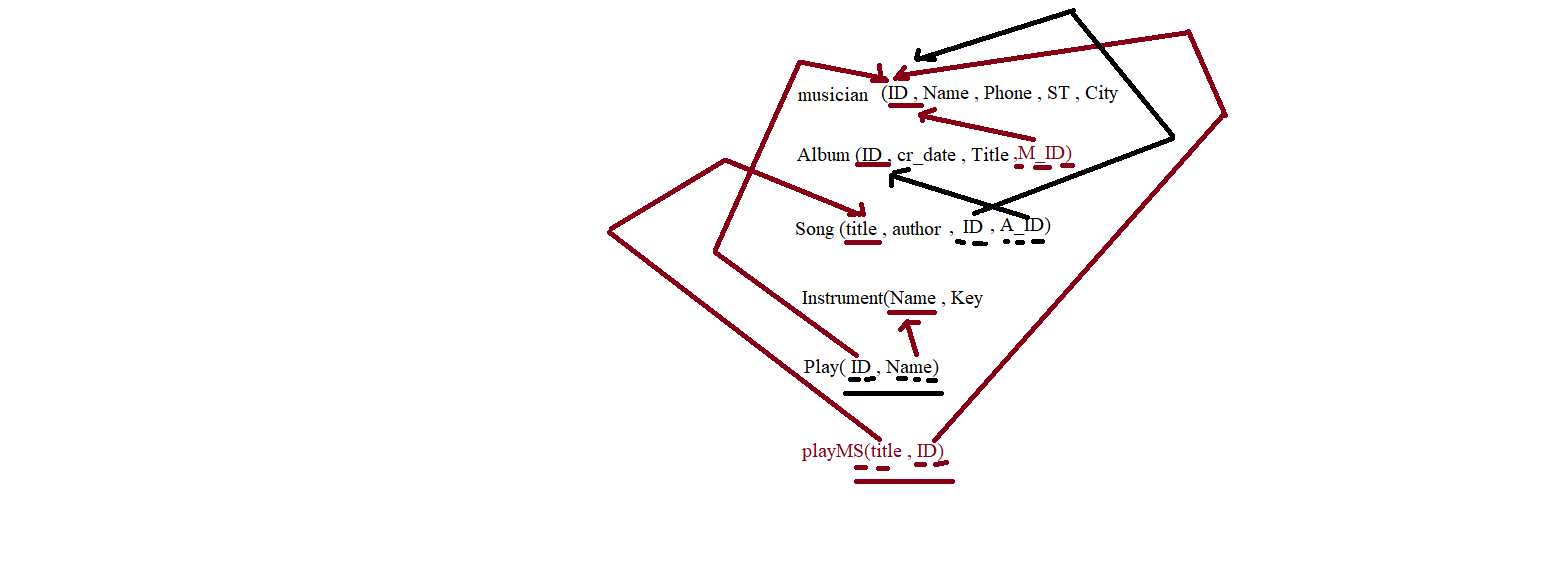 musician (ID , Name , Phone , ST , City
Album (ID , cr_date , Title ,M_ID)
Song (title , author , ID , A_ID)
Instrument(Name , Key
Play( ID , Name)
playMS(title , ID)